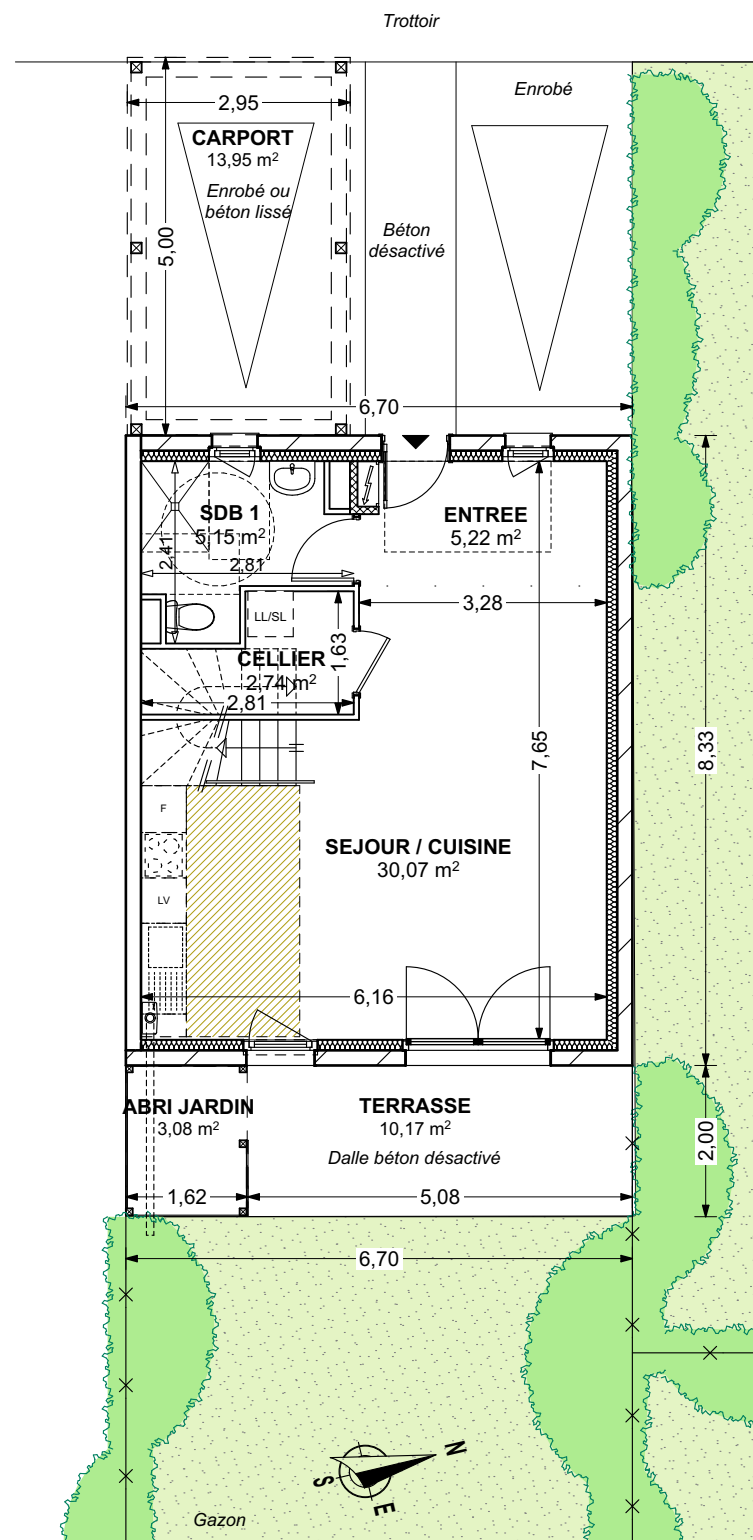 Trottoir
Enrobé
2,95
CARPORT
13,95 m²
Enrobé ou
béton lissé
5,00
Béton
désactivé
6,70
SDB 1
5,15 m²
2,41
2,81
ENTREE
5,22 m²
3,28
LL/SL
1,63
CELLIER
2,74 m²
2,81
7,65
8,33
F
SEJOUR / CUISINE
30,07 m²
LV
6,16
ABRI JARDIN
3,08 m²
TERRASSE
10,17 m²
Dalle béton désactivé
2,00
1,62
5,08
6,70
N
S
E
Gazon